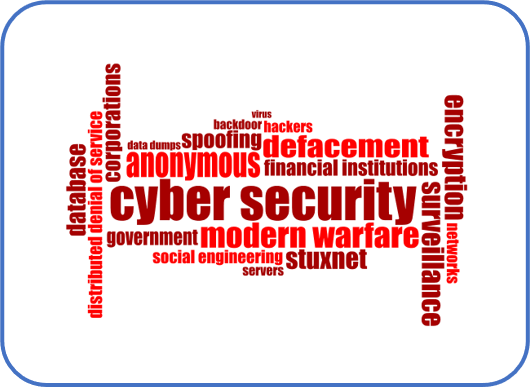 virus
backdoor
hackers
data dumps
spoofing
defacement
anonymous
financial institutions
cyber security
government
modern warfare
social engineering
stuxnet
servers
database
distributed denial of service
corporations
encryption
surveillance
networks